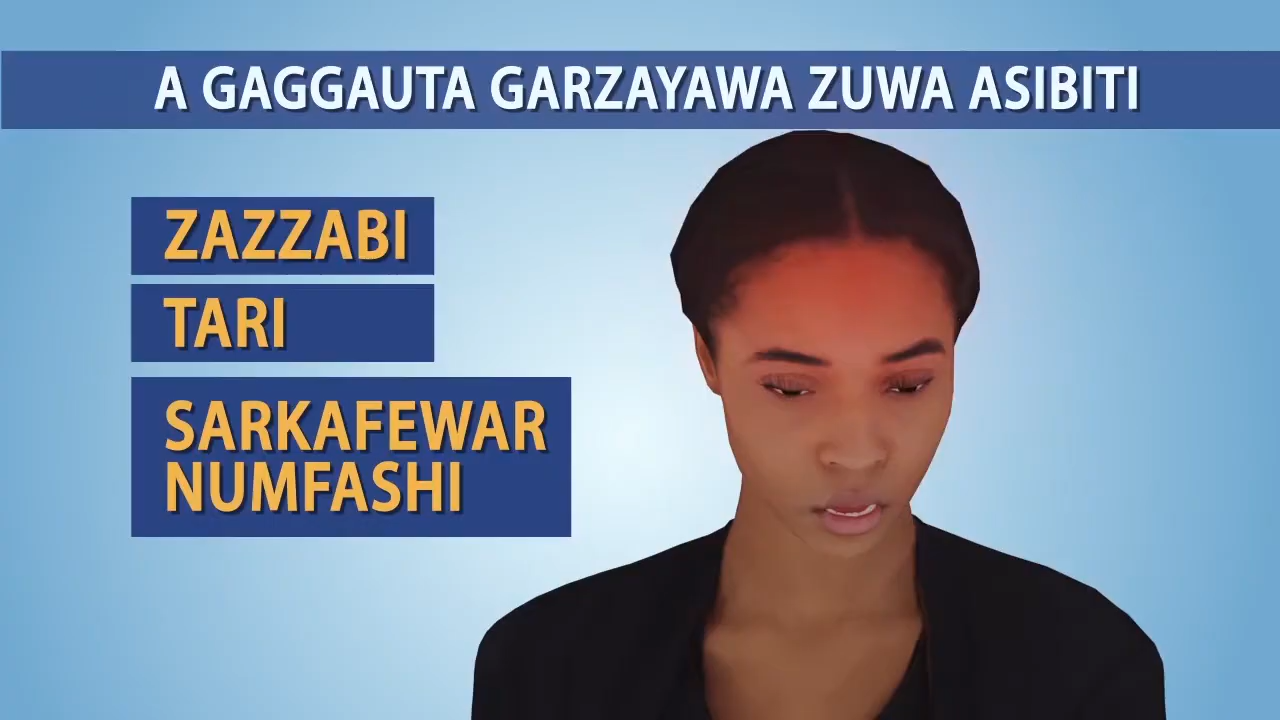 A GAGGAUTA GARZAYAWA ZUWA ASIBITI
ZAZZABI
TARI
SARKAFEWAR
NUMFASHI